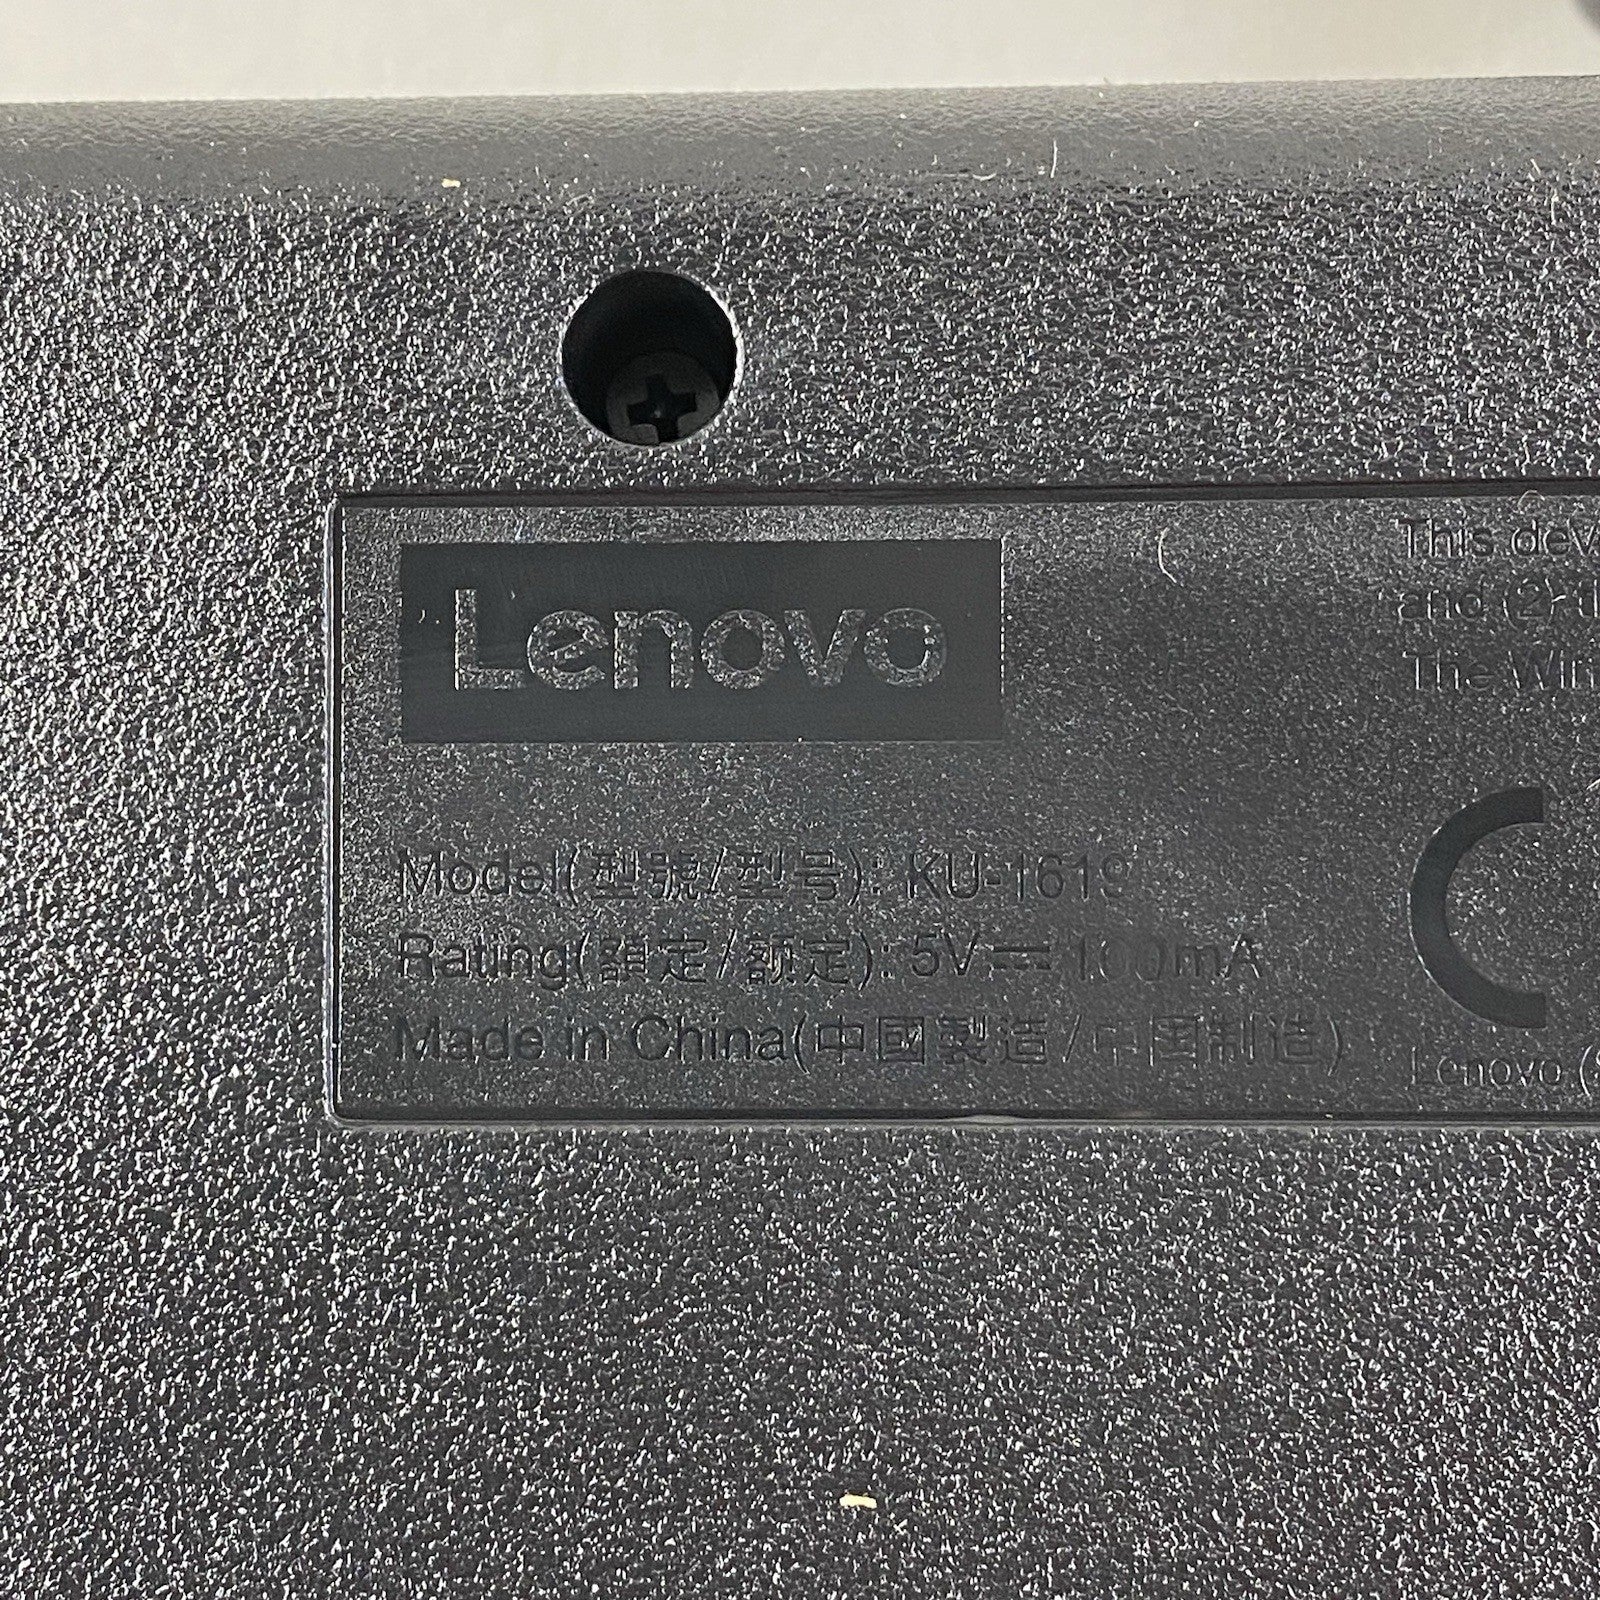 Lenovo
Model(型號/型号): KU-1619
Rating(額定/额定): 5V⎓100mA
Made in China(中國製造/中国制造)
This dev
and (2) t
The Win
CE
Lenovo (S